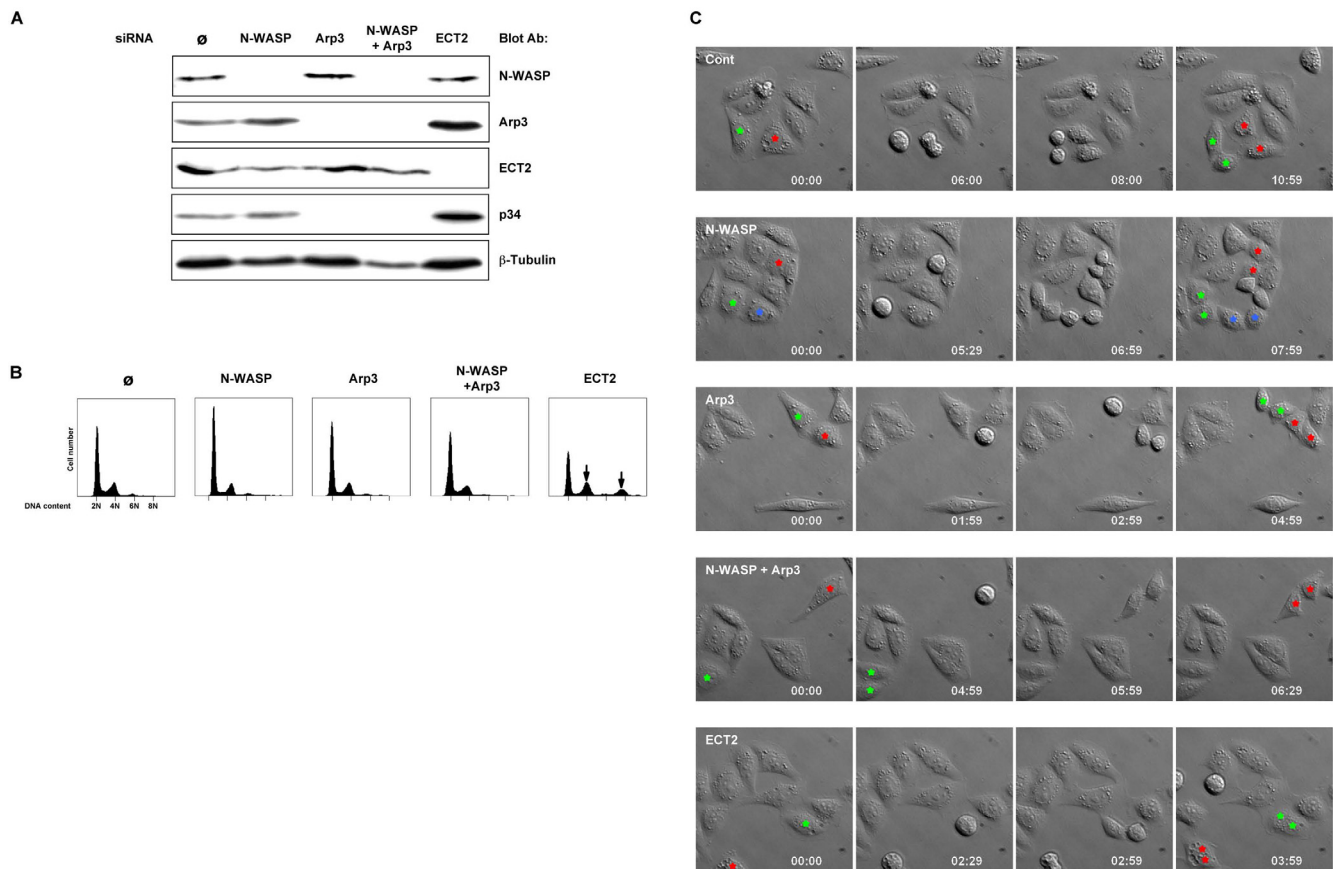 A
siRNA ø N-WASP Arp3 N-WASP + Arp3 ECT2 Blot Ab:
N-WASP
Arp3
ECT2
p34
β-Tubulin
B
ø N-WASP Arp3 N-WASP +Arp3 ECT2
Cell number
DNA content 2N 4N 6N 8N
C
Cont
00:00 06:00 08:00 10:59
N-WASP
00:00 05:29 06:59 07:59
Arp3
00:00 01:59 02:59 04:59
N-WASP + Arp3
00:00 04:59 05:59 06:29
ECT2
00:00 02:29 02:59 03:59